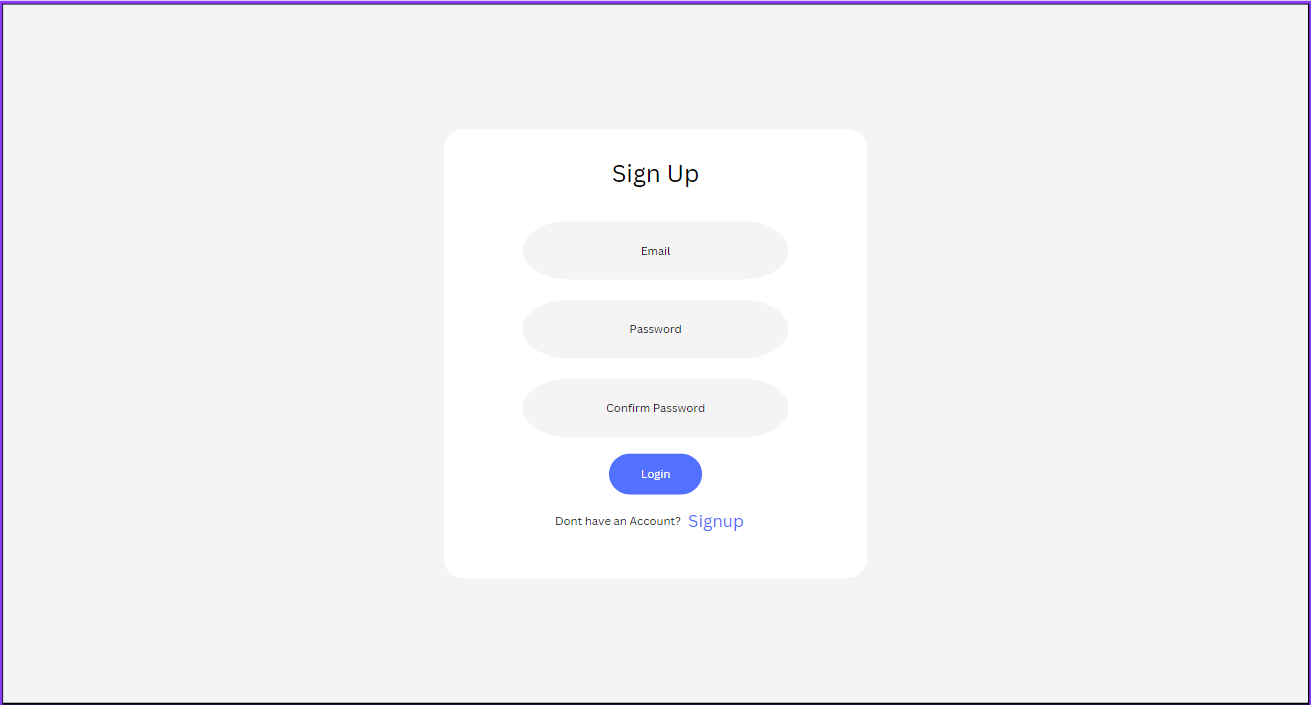 Sign Up
Email
Password
Confirm Password
Login
Dont have an Account? Signup